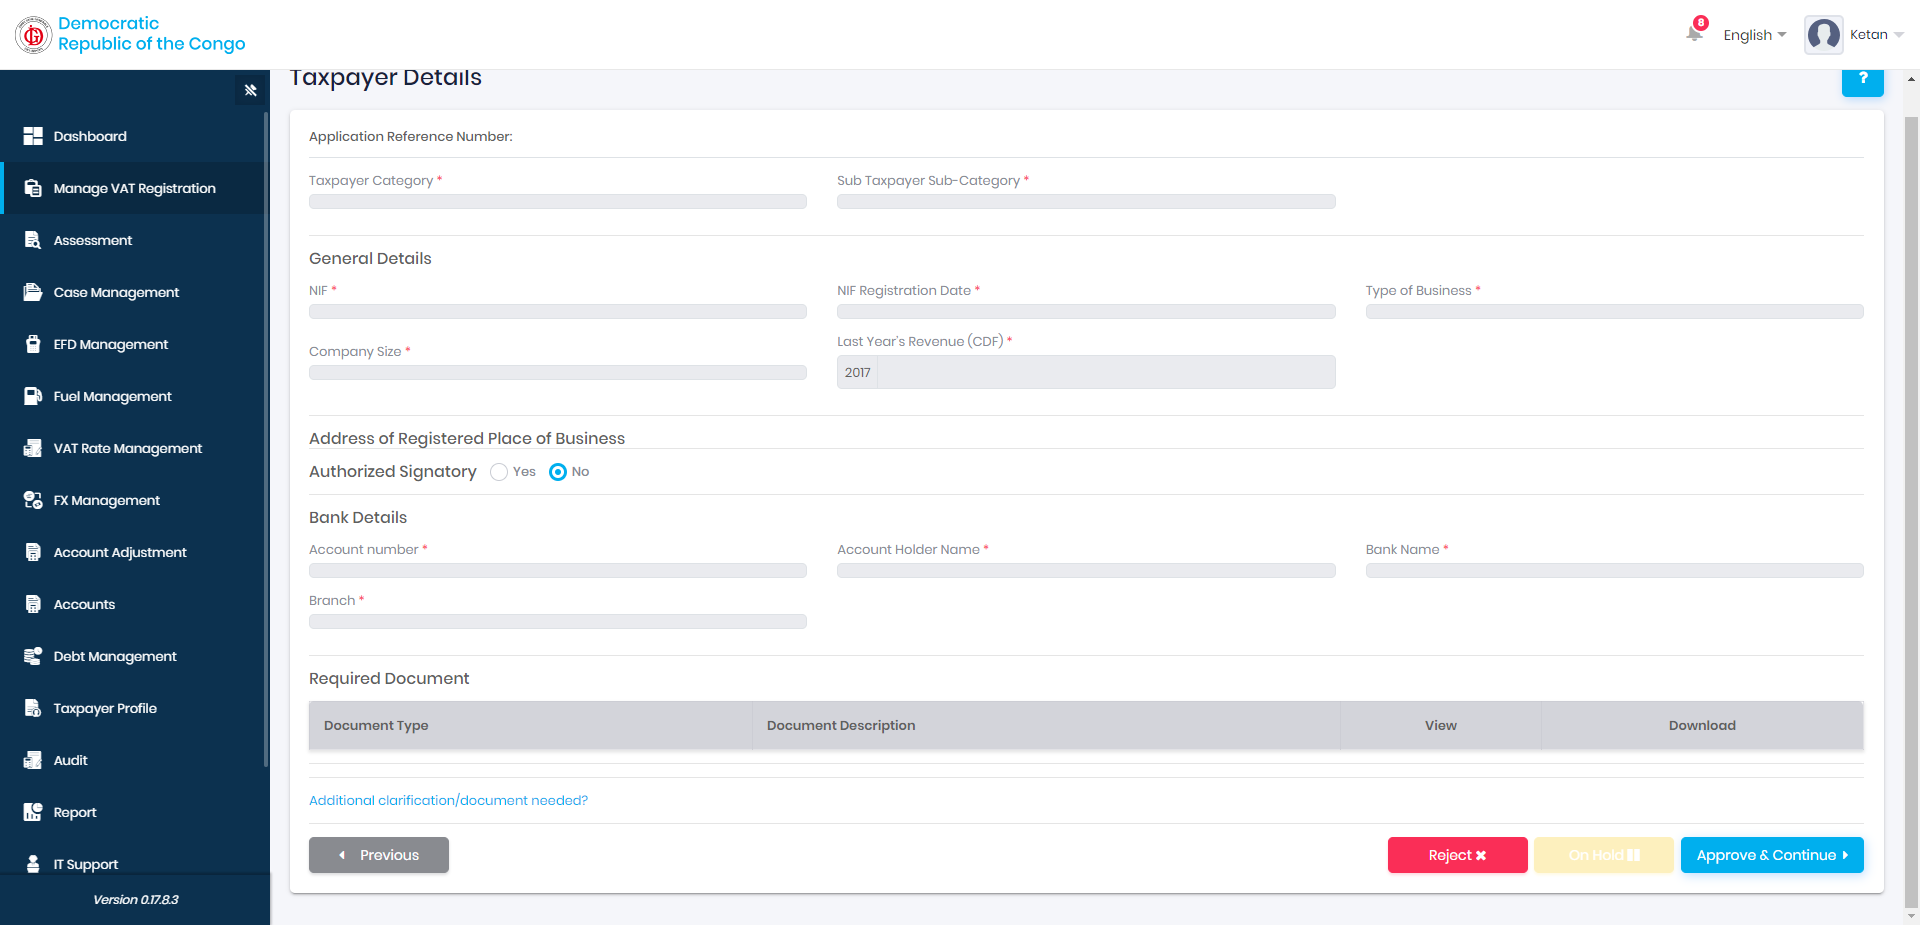 Democratic
Republic of the Congo
8
English
Ketan
Taxpayer Details
?
Dashboard
Manage VAT Registration
Assessment
Case Management
EFD Management
Fuel Management
VAT Rate Management
FX Management
Account Adjustment
Accounts
Debt Management
Taxpayer Profile
Audit
Report
IT Support
Version 0.17.8.3
Application Reference Number:
Taxpayer Category *
Sub Taxpayer Sub-Category *
General Details
NIF *
NIF Registration Date *
Type of Business *
Company Size *
Last Year's Revenue (CDF) *
2017
Address of Registered Place of Business
Authorized Signatory Yes No
Bank Details
Account number *
Account Holder Name *
Bank Name *
Branch *
Required Document
Document Type Document Description View Download
Additional clarification/document needed?
Previous
Reject
On Hold
Approve & Continue